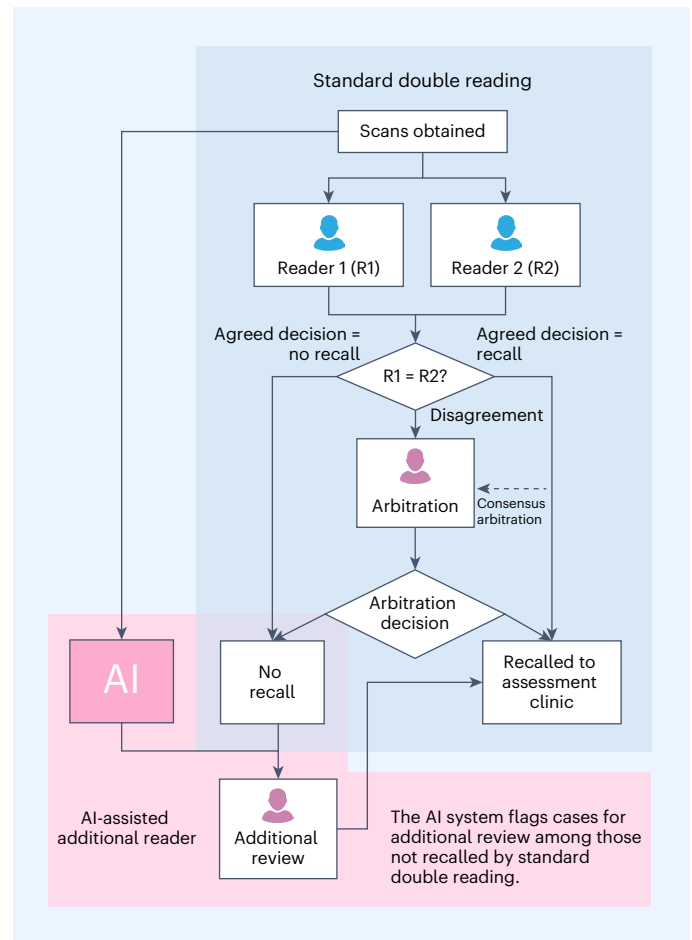 Standard double reading
Scans obtained
Reader 1 (R1)
Reader 2 (R2)
Agreed decision =
no recall
Agreed decision =
recall
R1 = R2?
Disagreement
Arbitration
Consensus
arbitration
Arbitration
decision
AI
No
recall
Recalled to
assessment
clinic
AI-assisted
additional reader
Additional
review
The AI system flags cases for
additional review among those
not recalled by standard
double reading.